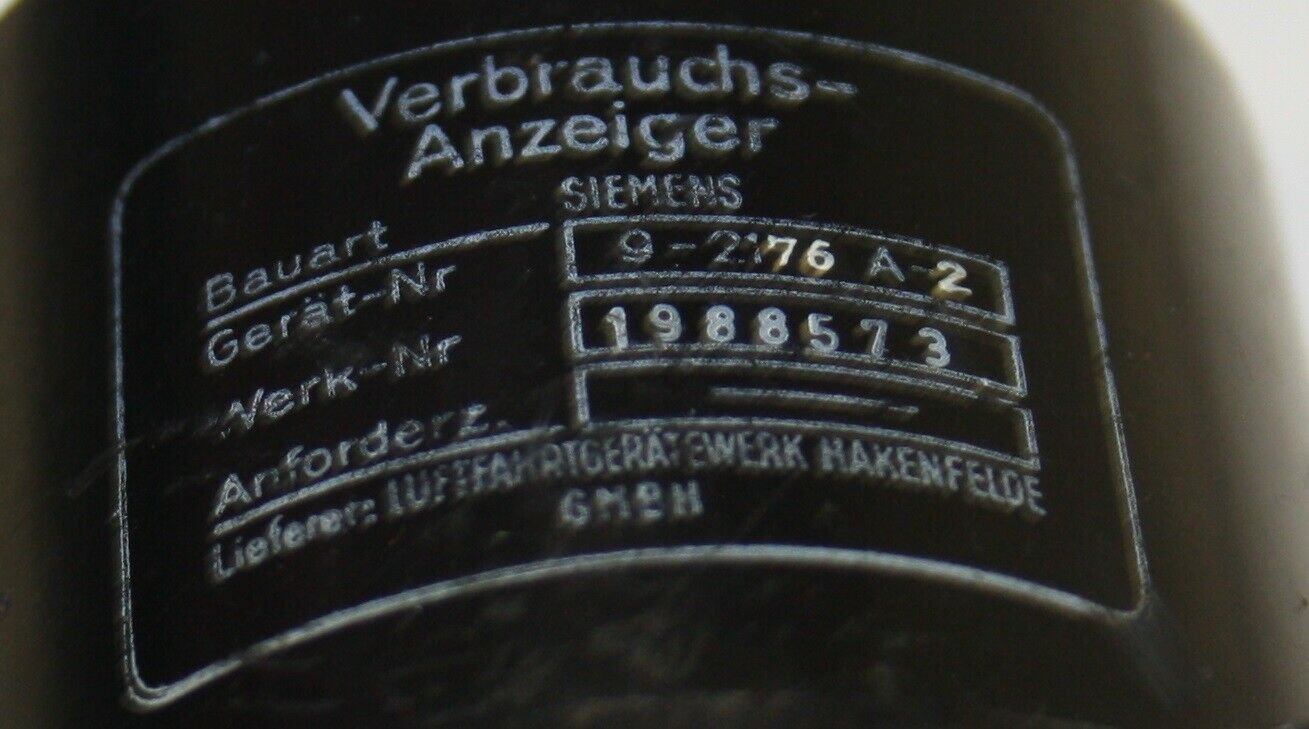 Verbrauchs-
Anzeiger
Bauart SIEMENS
Gerät-Nr 9-2176 A-2
Werk-Nr 1988573
Anforderz. —
Lieferer: LUFTFAHRTGERÄTEWERK HAKENFELDE
GMBH